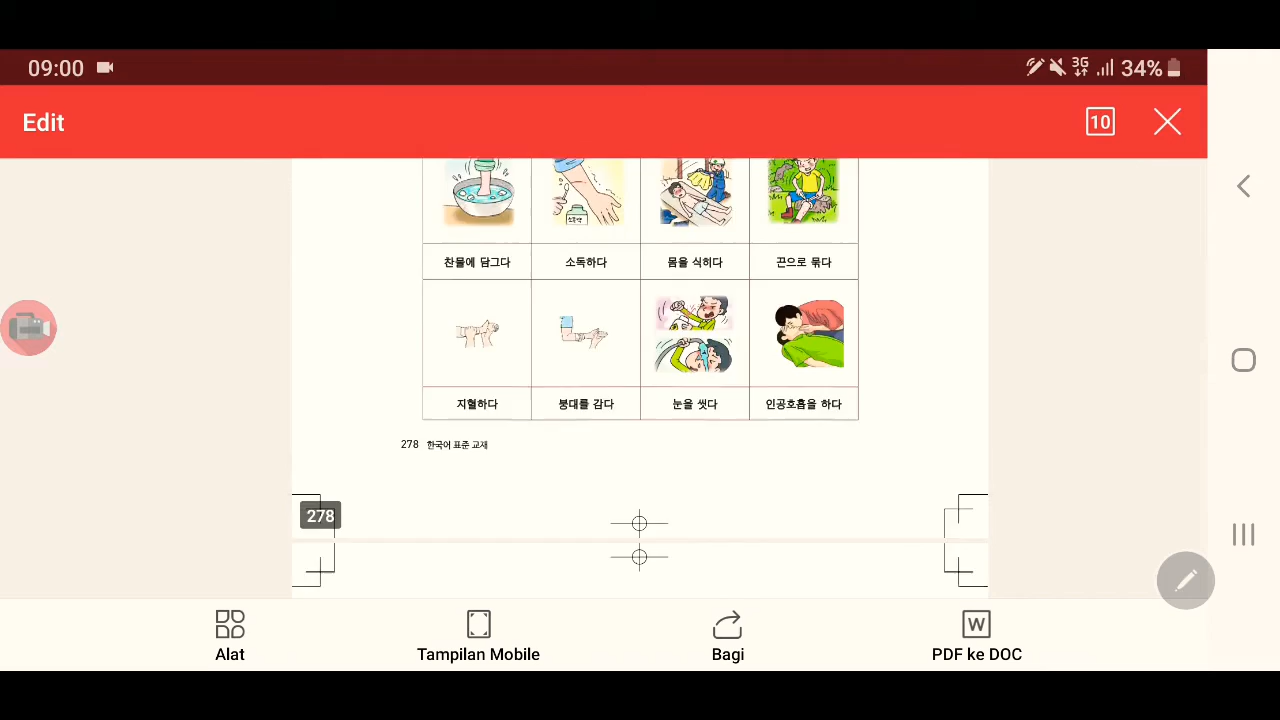 09:00
3G
34%
Edit
10
찬물에 담그다
소독하다
몸을 식히다
끈으로 묶다
지혈하다
붕대를 감다
눈을 씻다
인공호흡을 하다
278 한국어 표준 교재
278
Alat
Tampilan Mobile
Bagi
W
PDF ke DOC